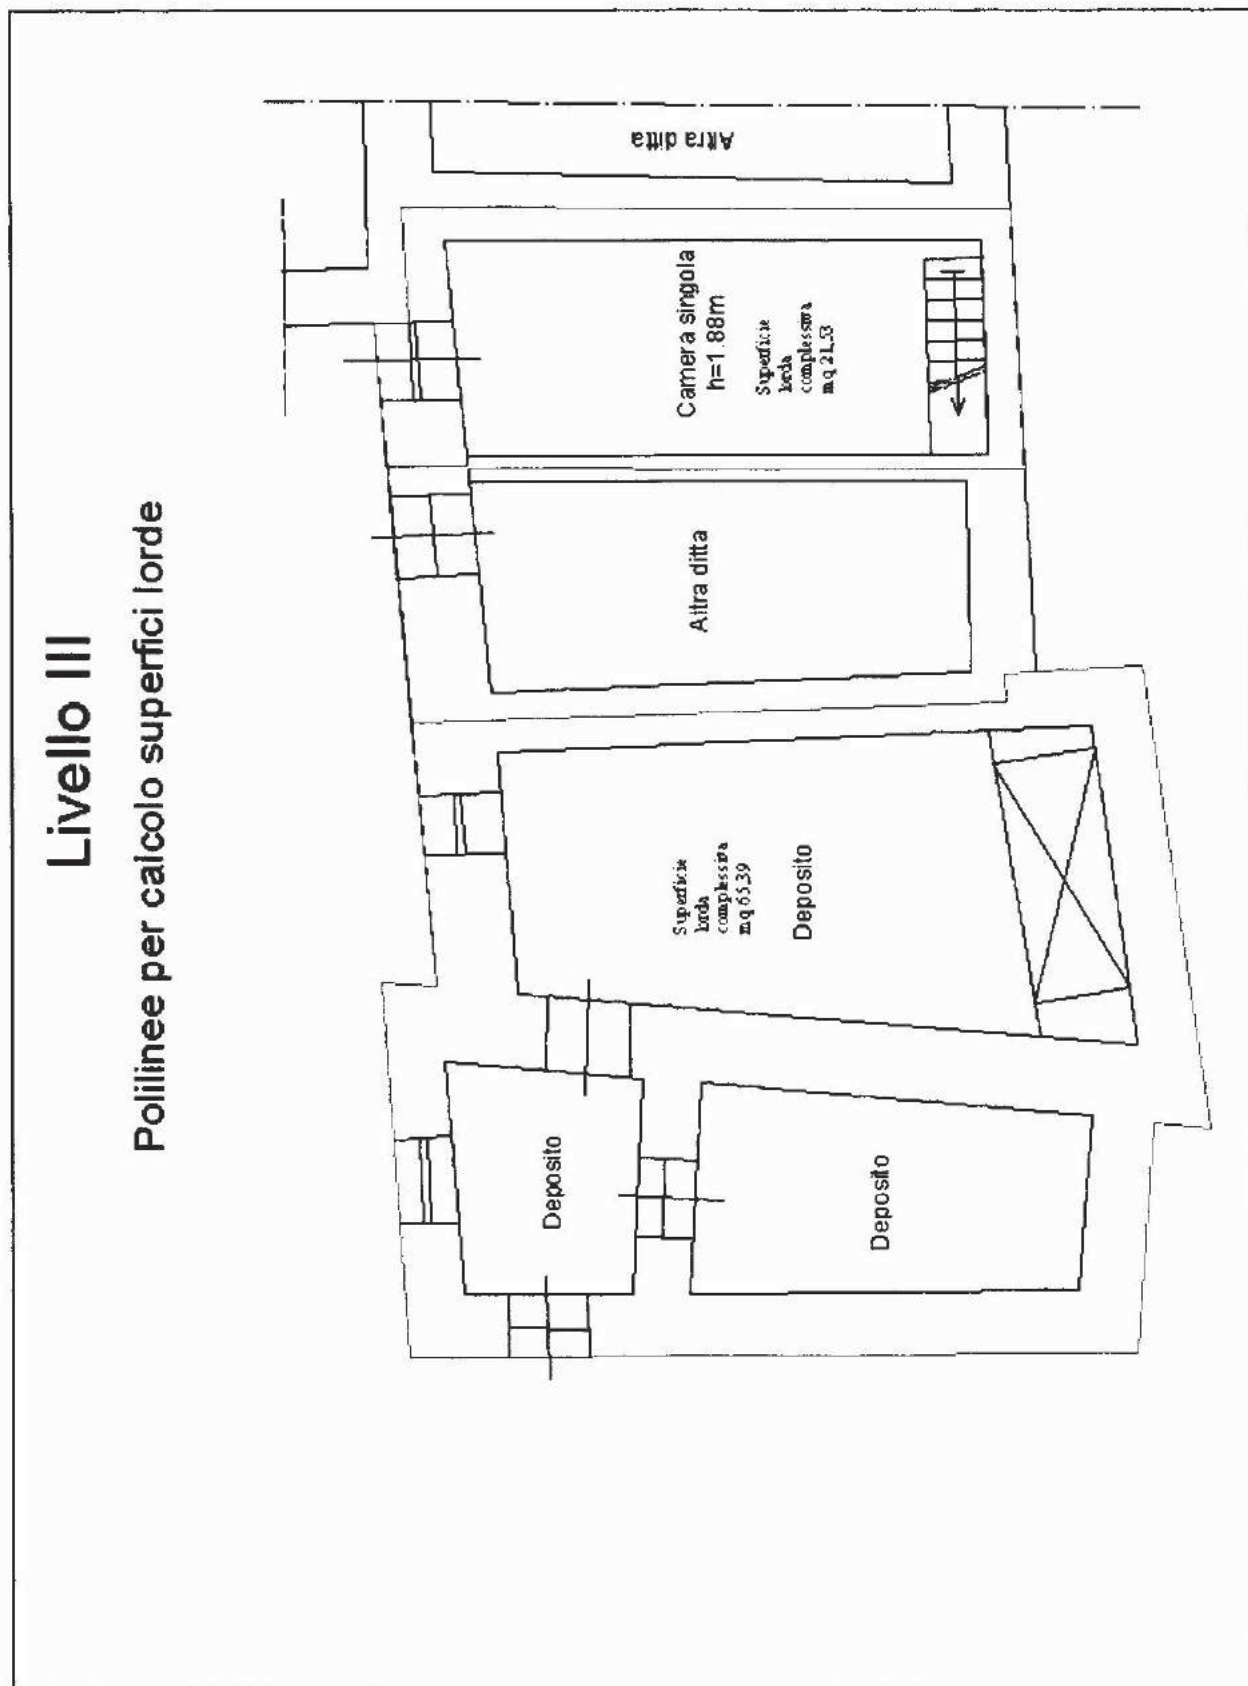 Livello III
Polilinee per calcolo superfici lorde
Deposito
Deposito
Superficie
lorda
complessiva
mq 65,39
Deposito
Altra ditta
Camera singola
h=1.88m
Superficie
lorda
complessiva
mq 21,53
Altra ditta